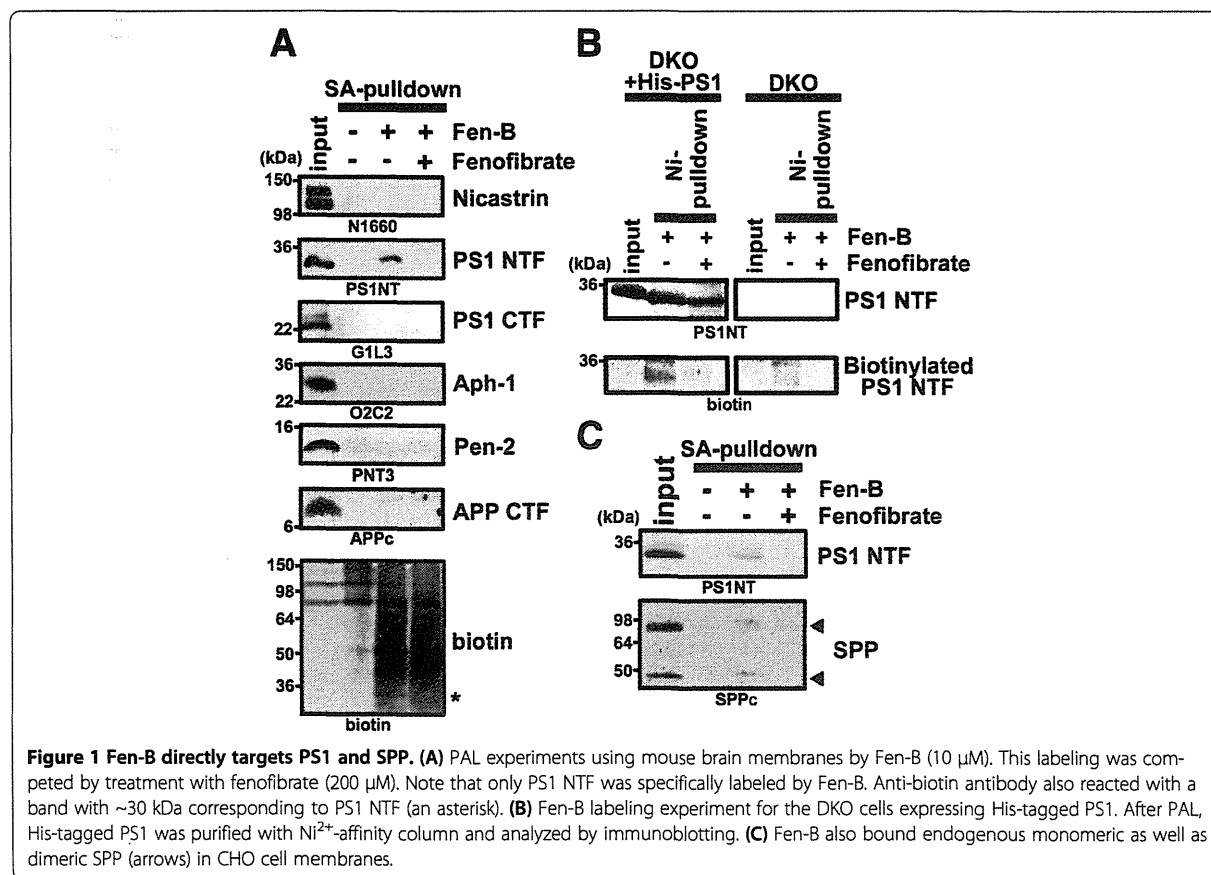 A
SA-pulldown
input
- + + Fen-B
- - + Fenofibrate
(kDa)
150
98
Nicastrin
N1660
36
PS1 NTF
PS1NT
22
PS1 CTF
G1L3
36
22
Aph-1
O2C2
16
Pen-2
PNT3
6
APP CTF
APPc
150
98
64
50
36
biotin
*
biotin
B
DKO
+His-PS1
DKO
input
Ni-
pulldown
input
Ni-
pulldown
+ + + + Fen-B
- + - + Fenofibrate
(kDa)
36
PS1 NTF
PS1NT
36
Biotinylated
PS1 NTF
biotin
C
SA-pulldown
input
- + + Fen-B
- - + Fenofibrate
(kDa)
36
PS1 NTF
PS1NT
98
64
50
SPP
SPPc
Figure 1 Fen-B directly targets PS1 and SPP. (A) PAL experiments using mouse brain membranes by Fen-B (10 μM). This labeling was com-
peted by treatment with fenofibrate (200 μM). Note that only PS1 NTF was specifically labeled by Fen-B. Anti-biotin antibody also reacted with a
band with ~30 kDa corresponding to PS1 NTF (an asterisk). (B) Fen-B labeling experiment for the DKO cells expressing His-tagged PS1. After PAL,
His-tagged PS1 was purified with Ni²⁺-affinity column and analyzed by immunoblotting. (C) Fen-B also bound endogenous monomeric as well as
dimeric SPP (arrows) in CHO cell membranes.